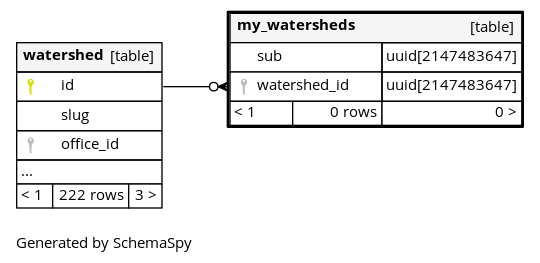 watershed [table]
id
slug
office_id
...
< 1 222 rows 3 >
my_watersheds [table]
sub uuid[2147483647]
watershed_id uuid[2147483647]
< 1 0 rows 0 >
Generated by SchemaSpy